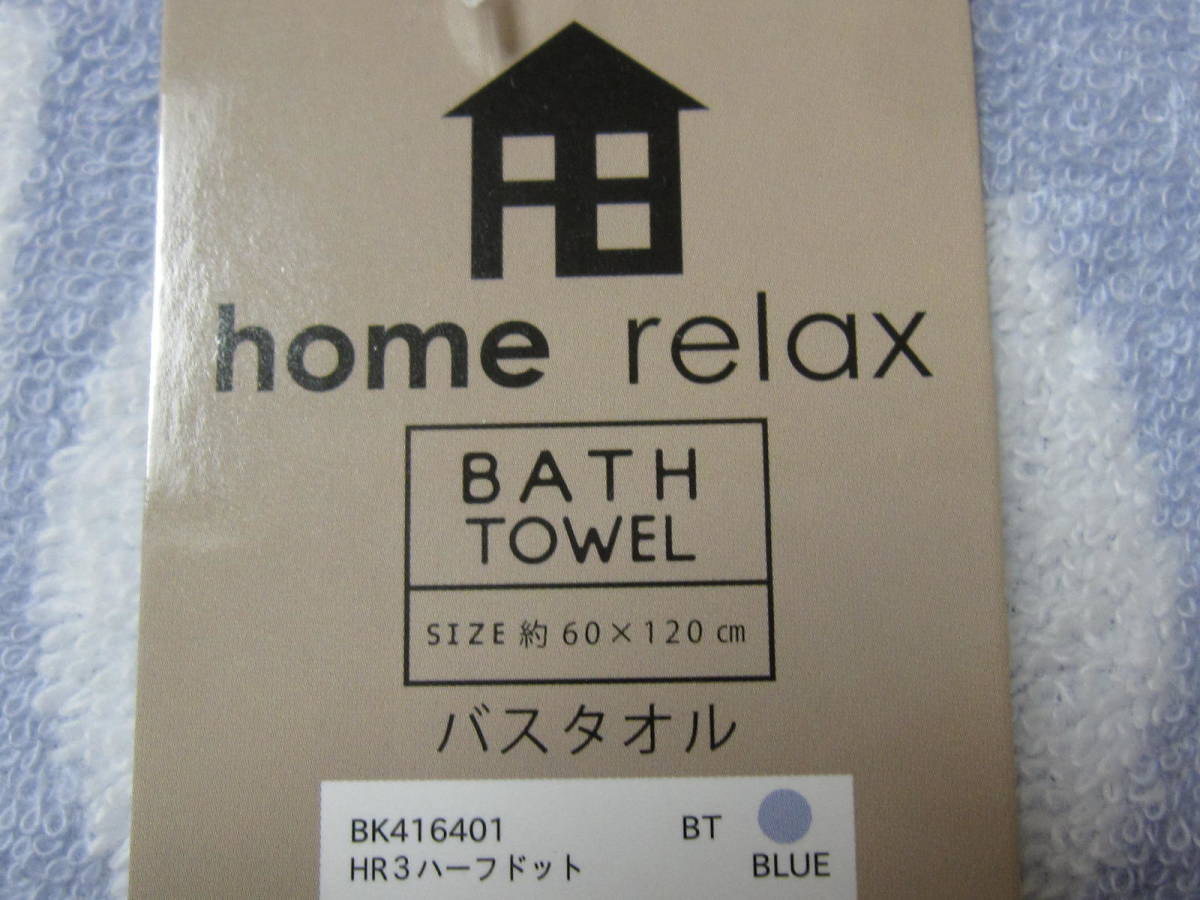 home relax
BATH
TOWEL
SIZE 約 60×120 ㎝
バスタオル
BK416401 BT
HR3ハーフドット BLUE